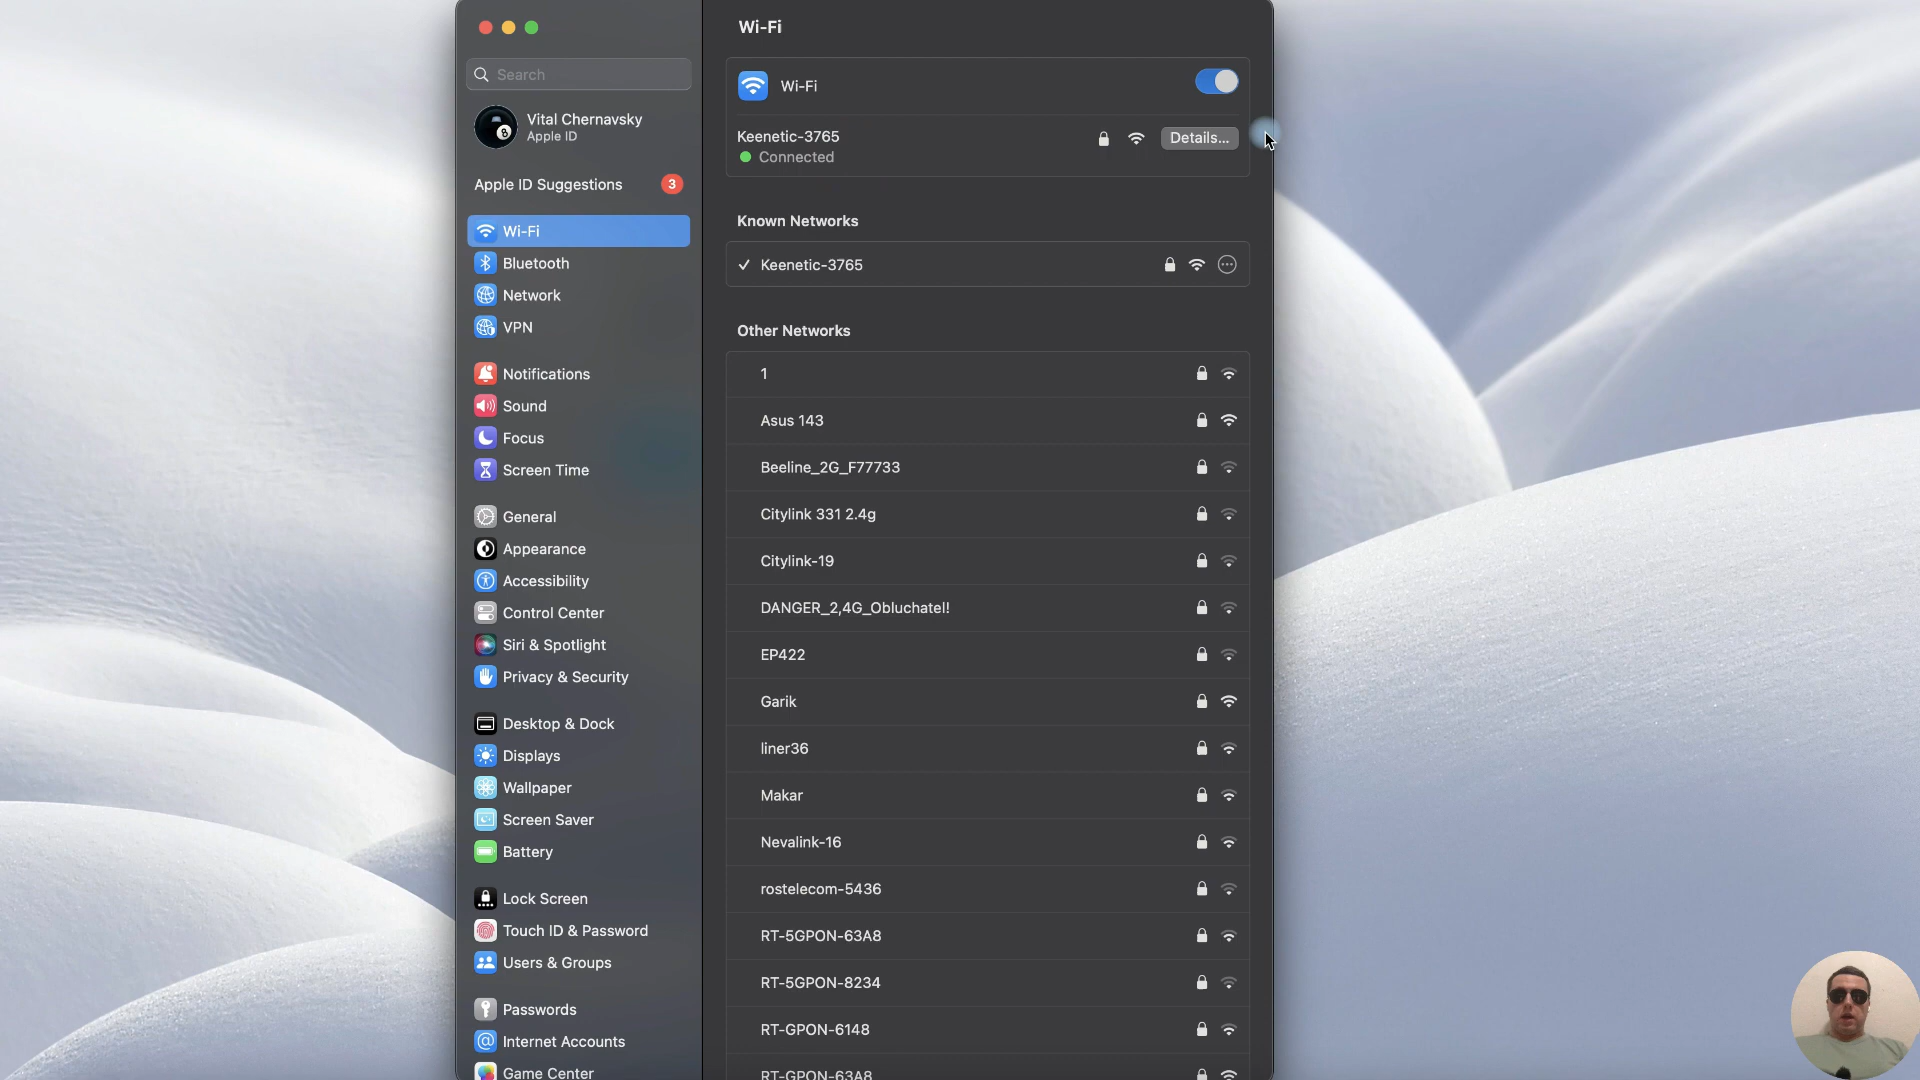 Search
Vital Chernavsky
Apple ID
Apple ID Suggestions 3
Wi-Fi
Bluetooth
Network
VPN
Notifications
Sound
Focus
Screen Time
General
Appearance
Accessibility
Control Center
Siri & Spotlight
Privacy & Security
Desktop & Dock
Displays
Wallpaper
Screen Saver
Battery
Lock Screen
Touch ID & Password
Users & Groups
Passwords
Internet Accounts
Game Center
Wi-Fi
Wi-Fi
Keenetic-3765
Connected
Details...
Known Networks
Keenetic-3765
Other Networks
1
Asus 143
Beeline_2G_F77733
Citylink 331 2.4g
Citylink-19
DANGER_2,4G_Obluchatel!
EP422
Garik
liner36
Makar
Nevalink-16
rostelecom-5436
RT-5GPON-63A8
RT-5GPON-8234
RT-GPON-6148
RT-GPON-63A8